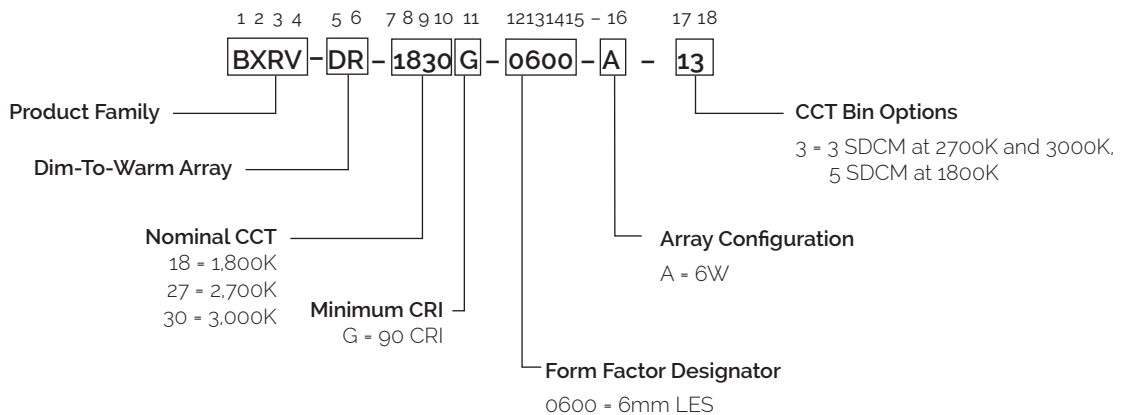 1 2 3 4 5 6 7 8 9 10 11 12131415 – 16 17 18
BXRV – DR – 1830 G – 0600 – A – 13
Product Family
CCT Bin Options
3 = 3 SDCM at 2700K and 3000K,
5 SDCM at 1800K
Dim-To-Warm Array
Nominal CCT
18 = 1,800K
27 = 2,700K
30 = 3,000K
Array Configuration
A = 6W
Minimum CRI
G = 90 CRI
Form Factor Designator
0600 = 6mm LES